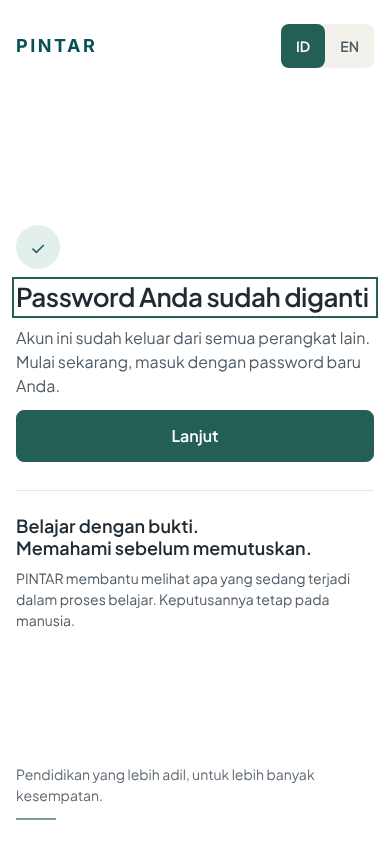 PINTAR
ID EN
Password Anda sudah diganti
Akun ini sudah keluar dari semua perangkat lain.
Mulai sekarang, masuk dengan password baru
Anda.
Lanjut
Belajar dengan bukti.
Memahami sebelum memutuskan.
PINTAR membantu melihat apa yang sedang terjadi
dalam proses belajar. Keputusannya tetap pada
manusia.
Pendidikan yang lebih adil, untuk lebih banyak
kesempatan.